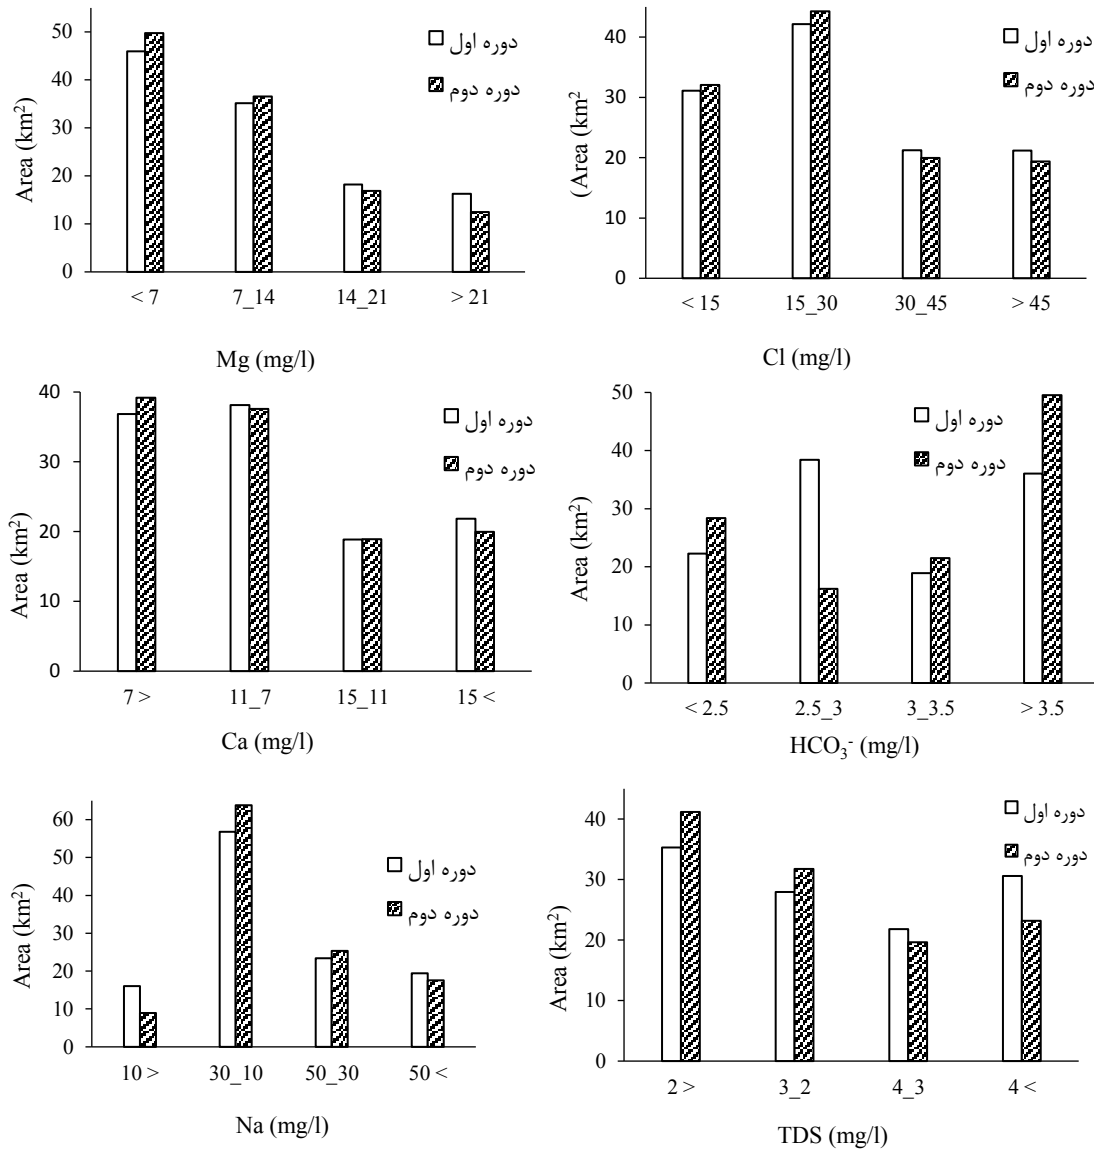 50
40
30
20
10
0
Area (km²)
دوره اول
دوره دوم
< 7 7_14 14_21 > 21
Mg (mg/l)
40
30
20
10
0
(Area (km²
دوره اول
دوره دوم
< 15 15_30 30_45 > 45
Cl (mg/l)
40
30
20
10
0
Area (km²)
دوره اول
دوره دوم
7 > 11_7 15_11 15 <
Ca (mg/l)
50
40
30
20
10
0
Area (km²)
دوره اول
دوره دوم
< 2.5 2.5_3 3_3.5 > 3.5
HCO₃⁻ (mg/l)
60
50
40
30
20
10
0
Area (km²)
دوره اول
دوره دوم
10 > 30_10 50_30 50 <
Na (mg/l)
40
30
20
10
0
Area (km²)
دوره اول
دوره دوم
2 > 3_2 4_3 4 <
TDS (mg/l)